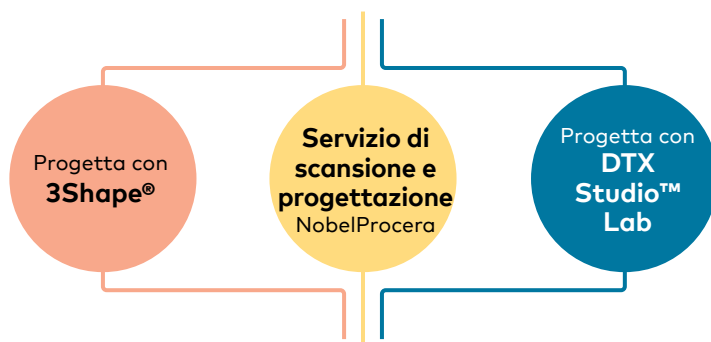 Progetta con
3Shape®
Servizio di
scansione e
progettazione
NobelProcera
Progetta con
DTX
Studio™
Lab